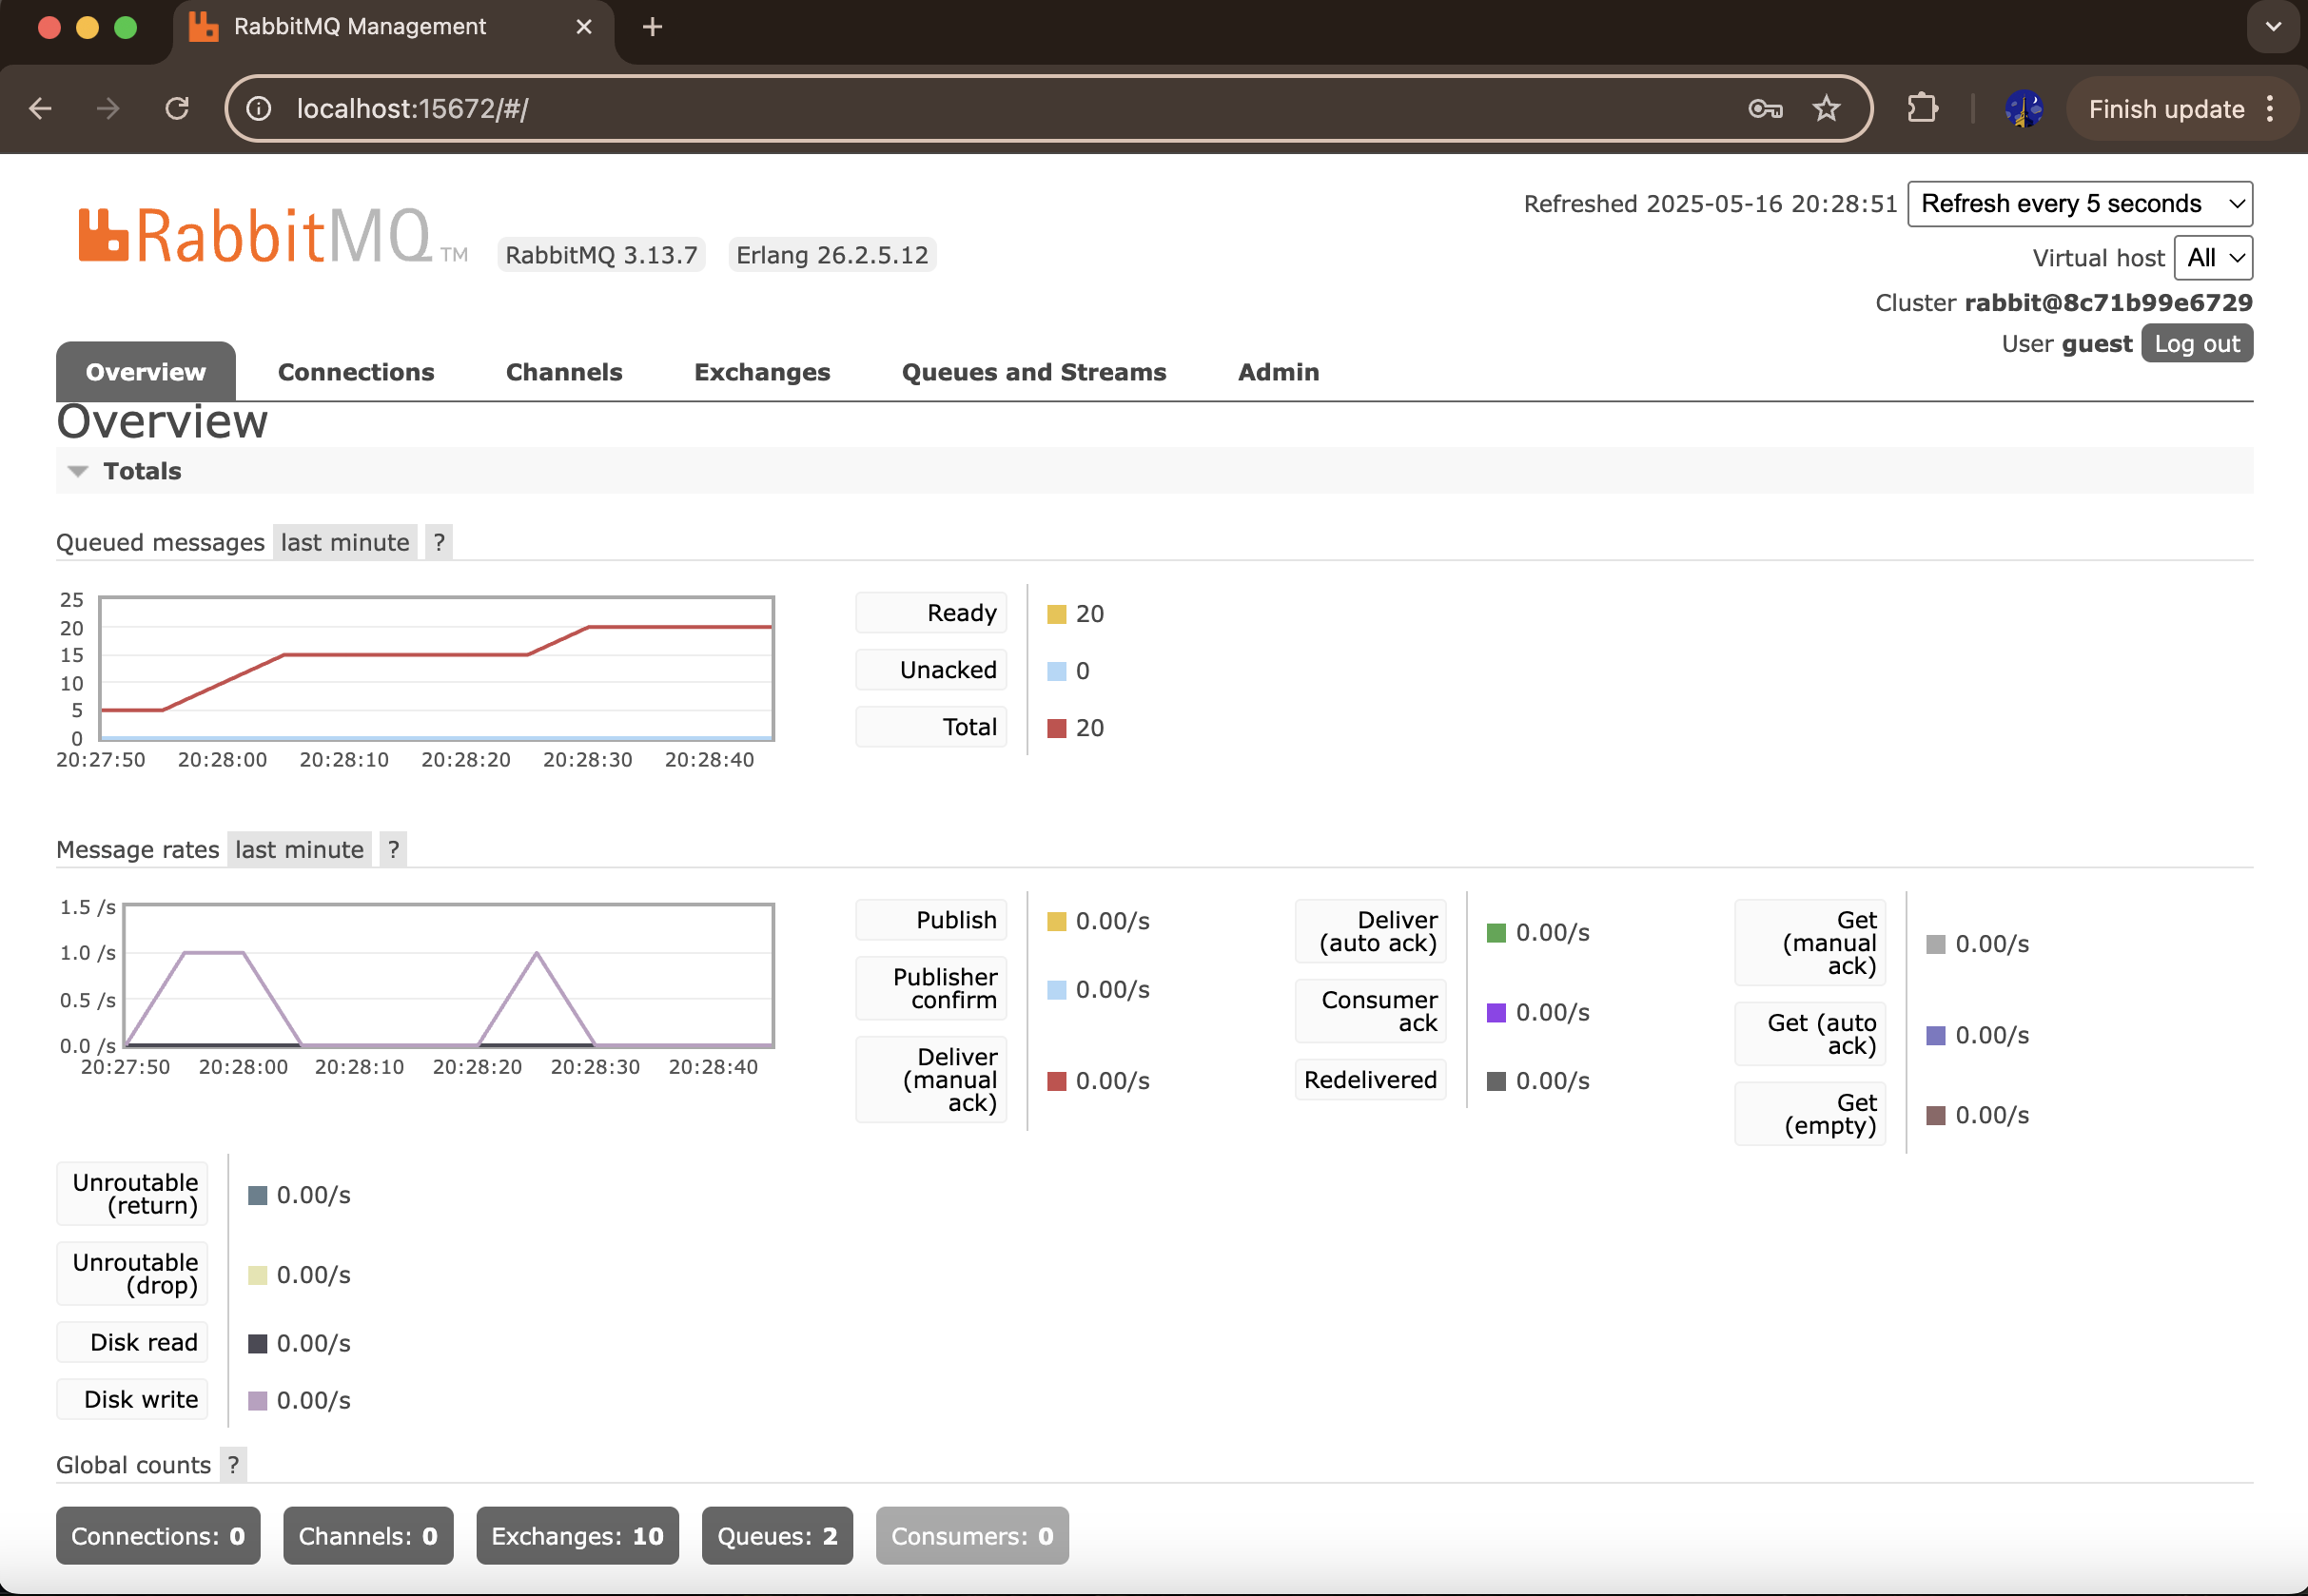 RabbitMQ Management
localhost:15672/#/
Finish update
RabbitMQ TM
RabbitMQ 3.13.7
Erlang 26.2.5.12
Refreshed 2025-05-16 20:28:51
Refresh every 5 seconds
Virtual host
All
Cluster rabbit@8c71b99e6729
User guest
Log out
Overview
Connections
Channels
Exchanges
Queues and Streams
Admin
Overview
Totals
Queued messages
last minute
?
25
20
15
10
5
0
20:27:50
20:28:00
20:28:10
20:28:20
20:28:30
20:28:40
Ready
20
Unacked
0
Total
20
Message rates
last minute
?
1.5 /s
1.0 /s
0.5 /s
0.0 /s
20:27:50
20:28:00
20:28:10
20:28:20
20:28:30
20:28:40
Publish
0.00/s
Publisher
confirm
0.00/s
Deliver
(manual
ack)
0.00/s
Deliver
(auto ack)
0.00/s
Consumer
ack
0.00/s
Redelivered
0.00/s
Get
(manual
ack)
0.00/s
Get (auto
ack)
0.00/s
Get
(empty)
0.00/s
Unroutable
(return)
0.00/s
Unroutable
(drop)
0.00/s
Disk read
0.00/s
Disk write
0.00/s
Global counts
?
Connections: 0
Channels: 0
Exchanges: 10
Queues: 2
Consumers: 0